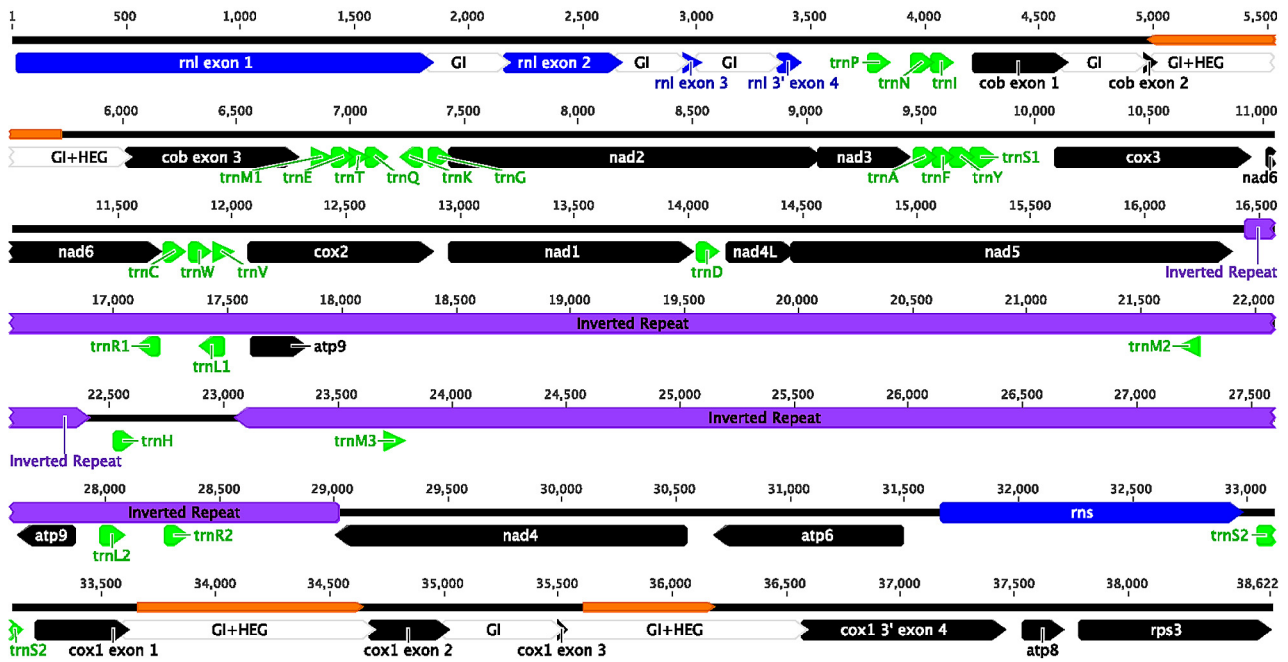 1 500 1,000 1,500 2,000 2,500 3,000 3,500 4,000 4,500 5,000 5,500
rnl exon 1 GI rnl exon 2 GI GI trnP GI GI+HEG
rnl exon 3 rnl 3' exon 4 trnN trnI cob exon 1 cob exon 2
6,000 6,500 7,000 7,500 8,000 8,500 9,000 9,500 10,000 10,500 11,000
GI+HEG cob exon 3 nad2 nad3 trnS1 cox3
trnM1 trnE trnT trnQ trnK trnG trnA trnF trnY nad6
11,500 12,000 12,500 13,000 13,500 14,000 14,500 15,000 15,500 16,000 16,500
nad6 cox2 nad1 nad4L nad5
trnC trnW trnV trnD Inverted Repeat
17,000 17,500 18,000 18,500 19,000 19,500 20,000 20,500 21,000 21,500 22,000
Inverted Repeat
trnR1 atp9 trnM2
trnL1
22,500 23,000 23,500 24,000 24,500 25,000 25,500 26,000 26,500 27,000 27,500
Inverted Repeat
trnH trnM3
Inverted Repeat
28,000 28,500 29,000 29,500 30,000 30,500 31,000 31,500 32,000 32,500 33,000
Inverted Repeat rns
atp9 trnR2 nad4 atp6 trnS2
trnL2
33,500 34,000 34,500 35,000 35,500 36,000 36,500 37,000 37,500 38,000 38,622
GI+HEG GI GI+HEG cox1 3' exon 4 rps3
trnS2 cox1 exon 1 cox1 exon 2 cox1 exon 3 atp8